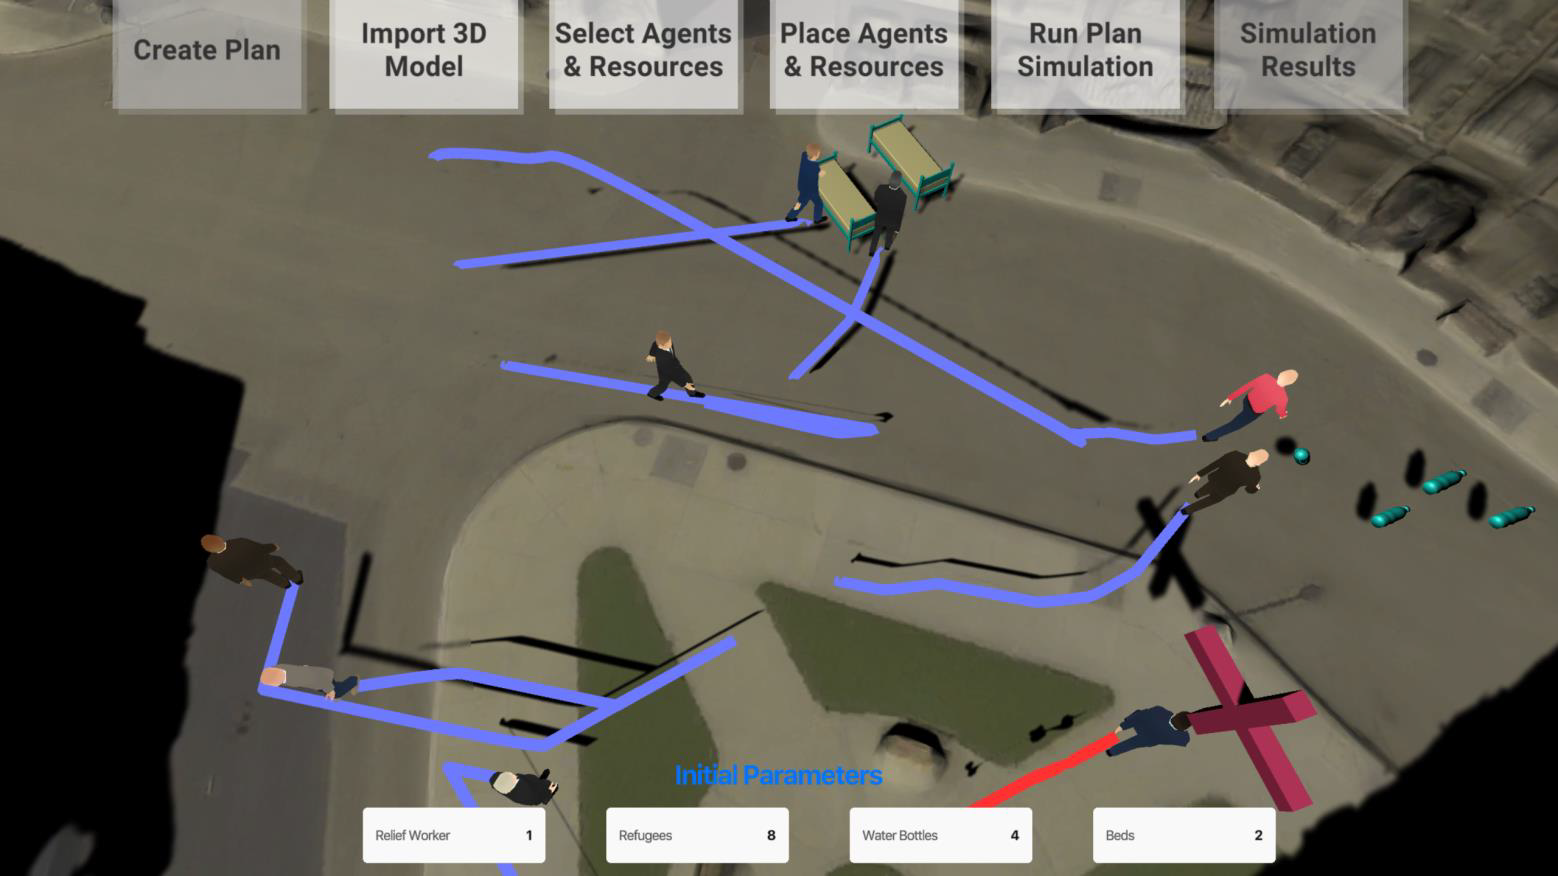 Create Plan
Import 3D
Model
Select Agents
& Resources
Place Agents
& Resources
Run Plan
Simulation
Simulation
Results
Initial Parameters
Relief Worker 1
Refugees 8
Water Bottles 4
Beds 2